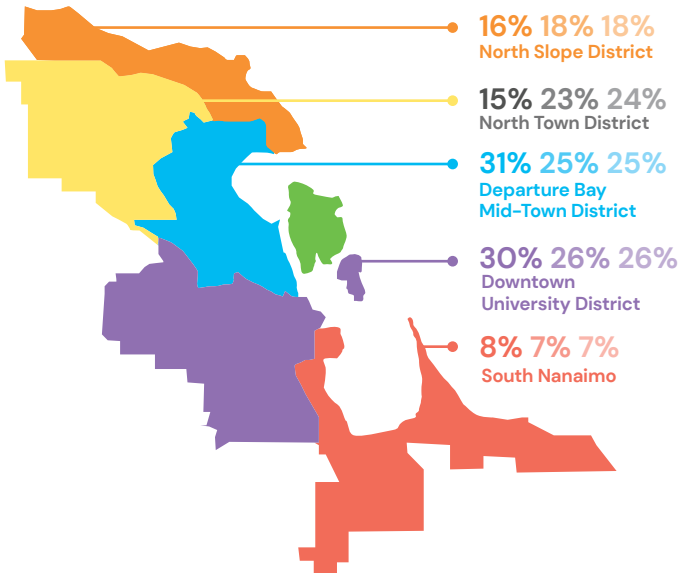 16% 18% 18%
North Slope District
15% 23% 24%
North Town District
31% 25% 25%
Departure Bay
Mid-Town District
30% 26% 26%
Downtown
University District
8% 7% 7%
South Nanaimo